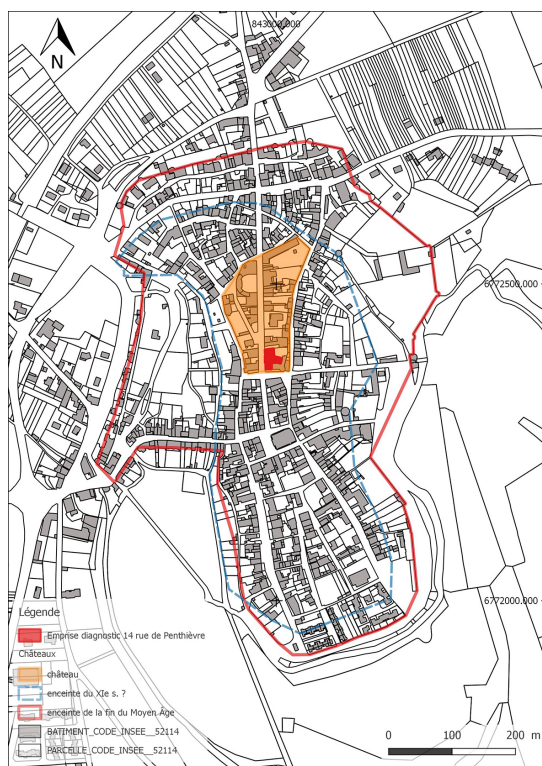 843000.000
N
6772500.000
6772000.000
Légende
Emprise diagnostic 14 rue de Penthièvre
Châteaux
château
enceinte du XIe s. ?
enceinte de la fin du Moyen Âge
BATIMENT_CODE_INSEE__52114
PARCELLE_CODE_INSEE__52114
0 100 200 m